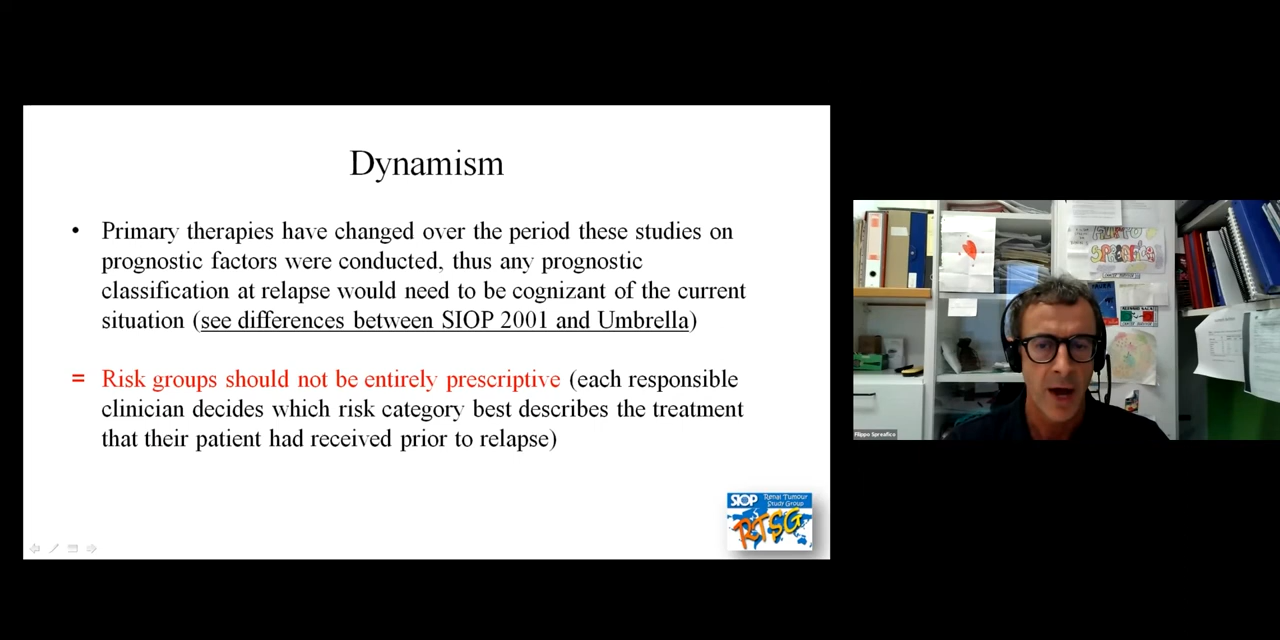 Dynamism
• Primary therapies have changed over the period these studies on
prognostic factors were conducted, thus any prognostic
classification at relapse would need to be cognizant of the current
situation (see differences between SIOP 2001 and Umbrella)
= Risk groups should not be entirely prescriptive (each responsible
clinician decides which risk category best describes the treatment
that their patient had received prior to relapse)
SIOP
Renal Tumour
Study Group
RTSG
FILIPPO
SPREAFICO
Filippo Spreafico